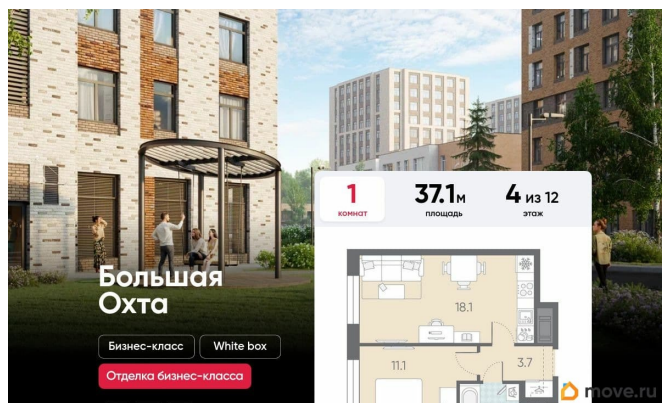 1
комнат
37.1м
площадь
4 из 12
этаж
Большая
Охта
Бизнес-класс
White box
Отделка бизнес-класса
18.1
11.1
3.7
move.ru